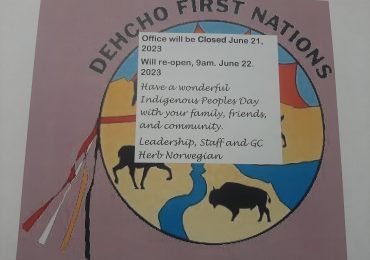 DEHCHO FIRST NATIONS
Office will be Closed June 21,
2023
Will re-open, 9am. June 22.
2023
Have a wonderful
Indigenous Peoples Day
with your family, friends,
and community.
Leadership, Staff and GC
Herb Norwegian